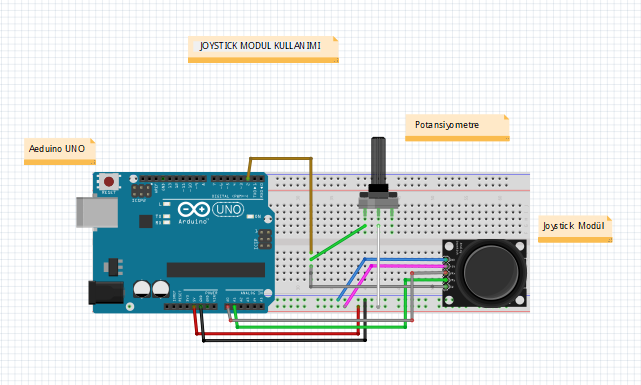 JOYSTICK MODUL KULLANIMI
Potansiyometre
Aeduino UNO
Joystick Modül
RESET
ICSP2
L
TX
RX
DIGITAL (PWM~)
UNO
Arduino
ON
ICSP
POWER
ANALOG IN